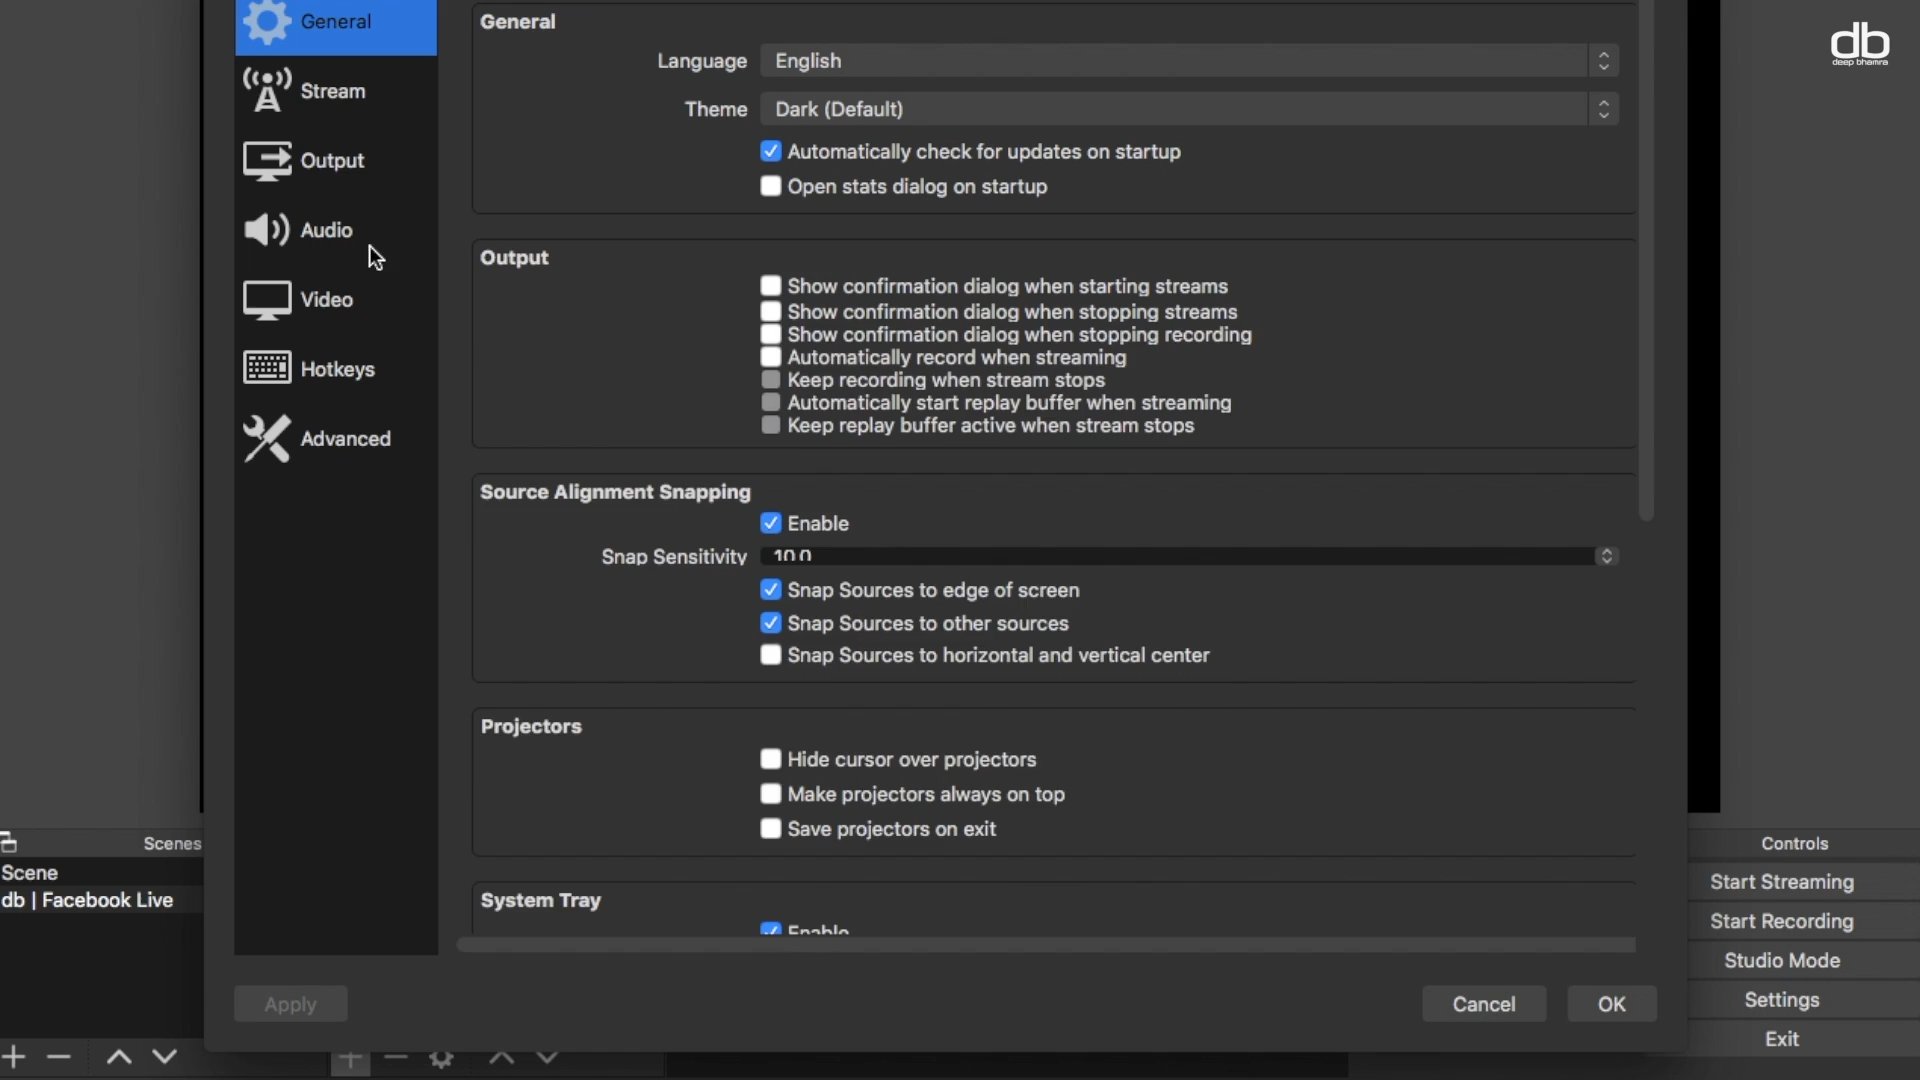 General
Stream
Output
Audio
Video
Hotkeys
Advanced
General
Language English
Theme Dark (Default)
Automatically check for updates on startup
Open stats dialog on startup
Output
Show confirmation dialog when starting streams
Show confirmation dialog when stopping streams
Show confirmation dialog when stopping recording
Automatically record when streaming
Keep recording when stream stops
Automatically start replay buffer when streaming
Keep replay buffer active when stream stops
Source Alignment Snapping
Enable
Snap Sensitivity 10.0
Snap Sources to edge of screen
Snap Sources to other sources
Snap Sources to horizontal and vertical center
Projectors
Hide cursor over projectors
Make projectors always on top
Save projectors on exit
System Tray
Enable
Apply
Cancel
OK
Scenes
Scene
db | Facebook Live
Controls
Start Streaming
Start Recording
Studio Mode
Settings
Exit
db
deep bhamra